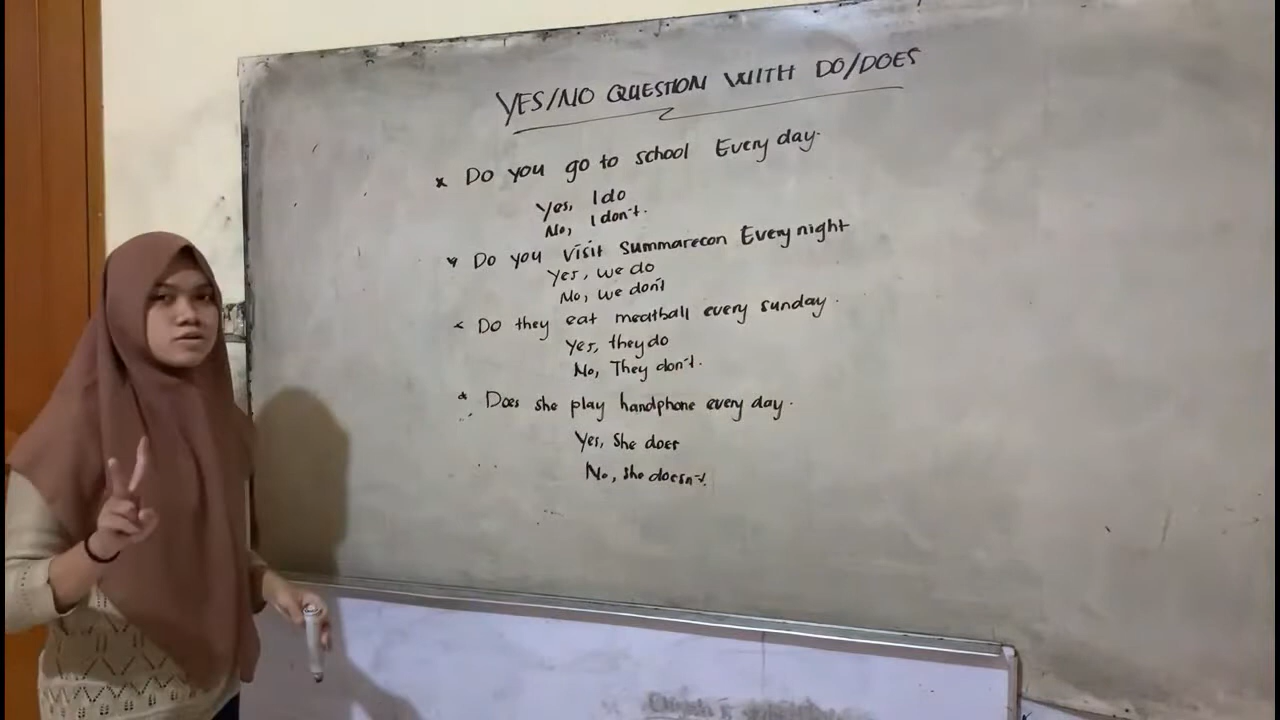 YES/NO QUESTION WITH DO/DOES
* Do you go to school Every day.
Yes, I do
No, I don't.
* Do you visit summarecon Every night
Yes, we do
No, we don't
* Do they eat meatball every sunday.
Yes, they do
No, They don't.
* Does she play handphone every day.
Yes, She does
No, she doesn't.